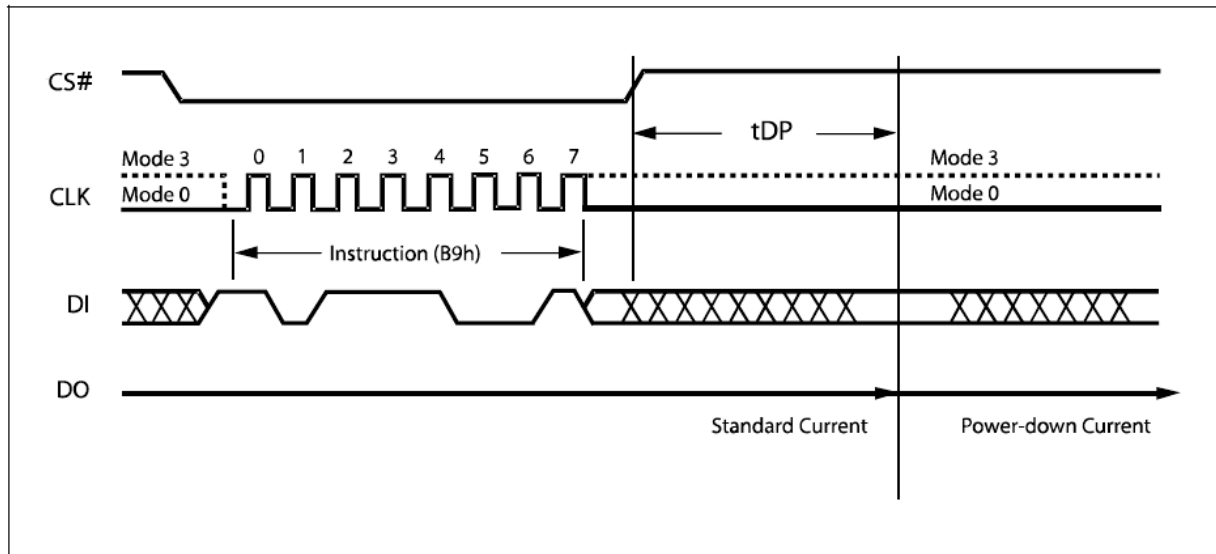 CS#
tDP
Mode 3 0 1 2 3 4 5 6 7 Mode 3
CLK Mode 0 Mode 0
Instruction (B9h)
DI
DO
Standard Current Power-down Current